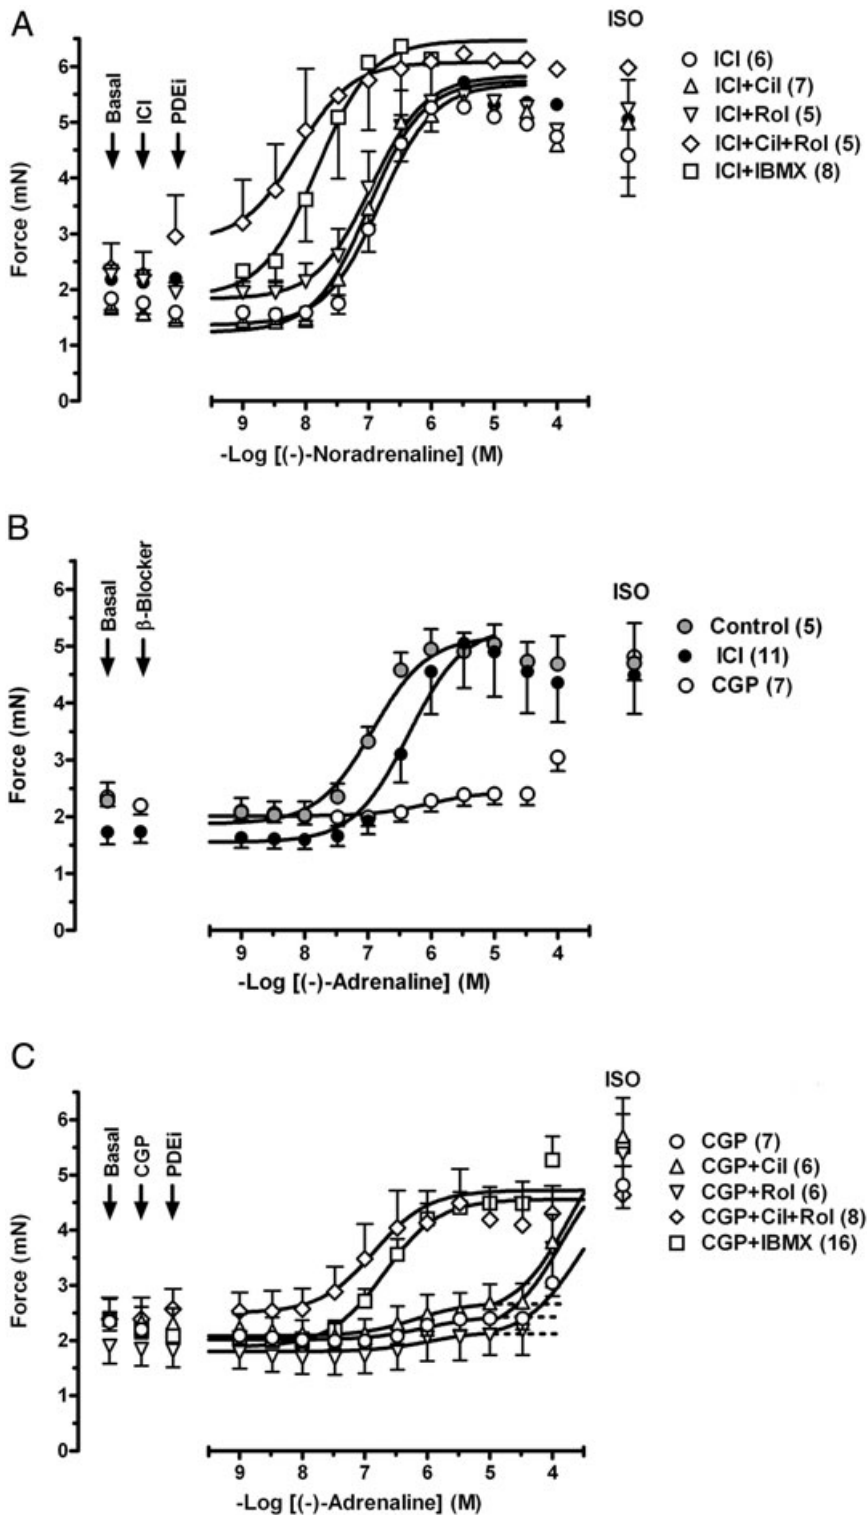 A
ISO
Basal
ICI
PDEi
ICI (6)
ICI+Cil (7)
ICI+Rol (5)
ICI+Cil+Rol (5)
ICI+IBMX (8)
Force (mN)
6
5
4
3
2
1
0
9 8 7 6 5 4
-Log [(-)-Noradrenaline] (M)
B
Basal
β-Blocker
ISO
Control (5)
ICI (11)
CGP (7)
Force (mN)
6
5
4
3
2
1
0
9 8 7 6 5 4
-Log [(-)-Adrenaline] (M)
C
ISO
Basal
CGP
PDEi
CGP (7)
CGP+Cil (6)
CGP+Rol (6)
CGP+Cil+Rol (8)
CGP+IBMX (16)
Force (mN)
6
5
4
3
2
1
0
9 8 7 6 5 4
-Log [(-)-Adrenaline] (M)